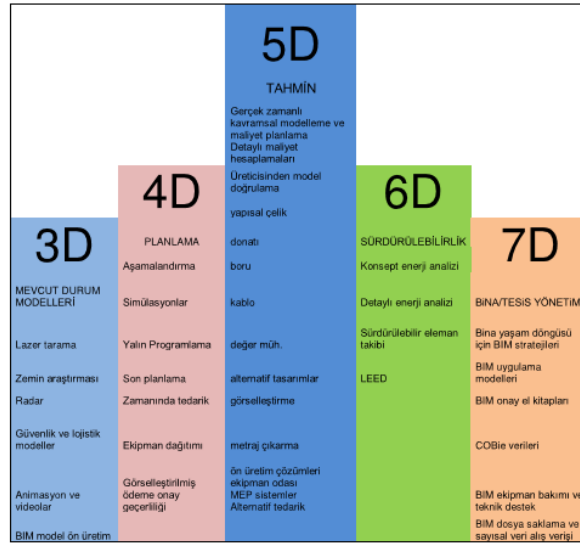 5D
TAHMİN
Gerçek zamanlı
kavramsal modelleme ve
maliyet planlama
Detaylı maliyet
hesaplamaları
Üreticisinden model
doğrulama
yapısal çelik
donatı
boru
kablo
değer müh.
alternatif tasarımlar
görselleştirme
metraj çıkarma
ön üretim çözümleri
ekipman odası
MEP sistemler
Alternatif tedarik
4D
PLANLAMA
Aşamalandırma
Simülasyonlar
Yalın Programlama
Son planlama
Zamanında tedarik
Ekipman dağıtımı
Görselleştirilmiş
ödeme onay
geçerliliği
6D
SÜRDÜRÜLEBİLİRLİK
Konsept enerji analizi
Detaylı enerji analizi
Sürdürülebilir eleman
takibi
LEED
3D
MEVCUT DURUM
MODELLERİ
Lazer tarama
Zemin araştırması
Radar
Güvenlik ve lojistik
modeller
Animasyon ve
videolar
BIM model ön üretim
7D
BiNA/TESiS YÖNETiM
Bina yaşam döngüsü
için BIM stratejileri
BIM uygulama
modelleri
BIM onay el kitapları
COBie verileri
BIM ekipman bakımı ve
teknik destek
BIM dosya saklama ve
sayısal veri alış verişi